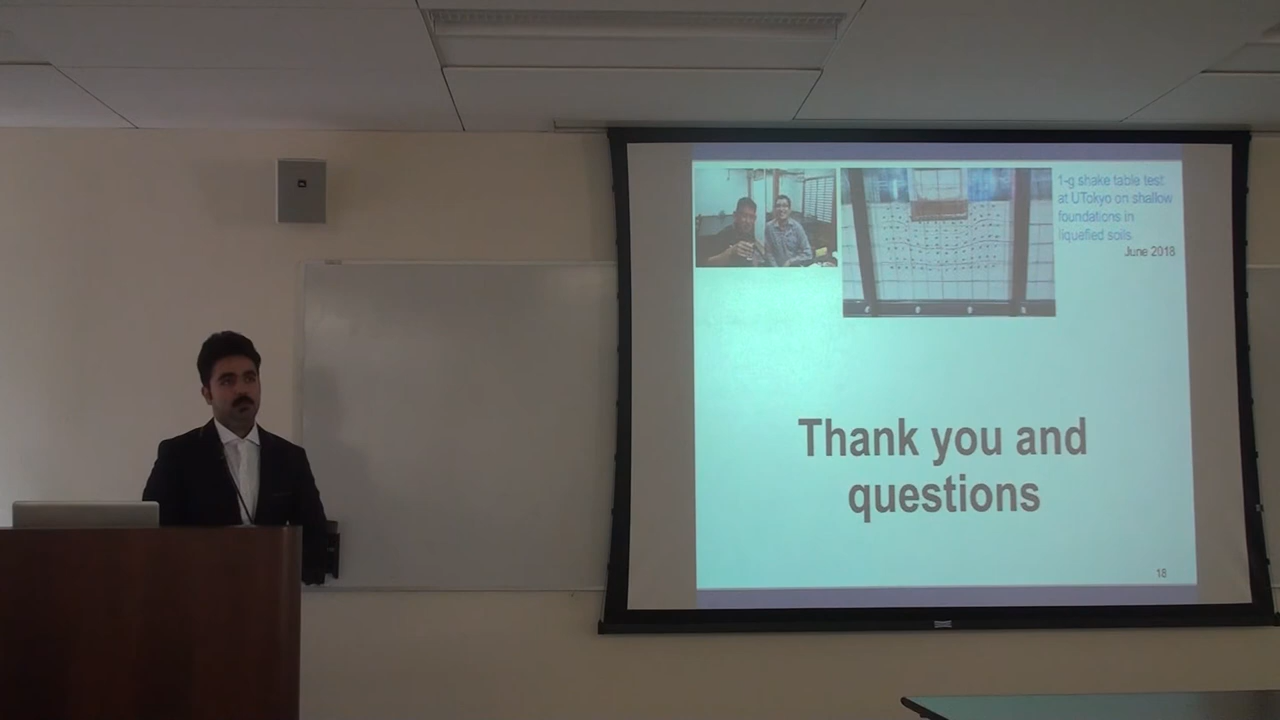 1-g shake table test
at UTokyo on shallow
foundations in
liquefied soils
June 2018
Thank you and
questions
18